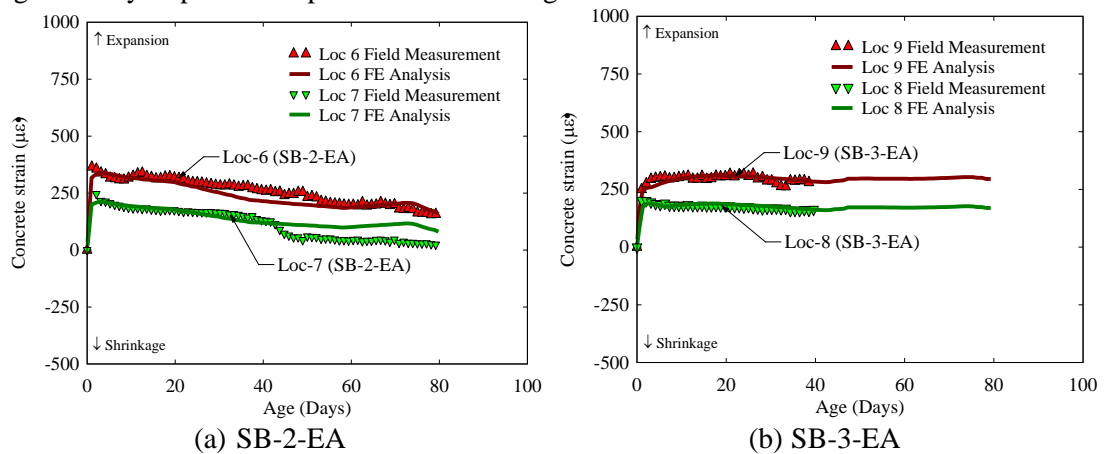 1000
↑ Expansion
Loc 6 Field Measurement
Loc 6 FE Analysis
Loc 7 Field Measurement
Loc 7 FE Analysis
750
500
Loc-6 (SB-2-EA)
250
0
Loc-7 (SB-2-EA)
-250
↓ Shrinkage
-500
0 20 40 60 80 100
Concrete strain (με)
Age (Days)
(a) SB-2-EA
1000
↑ Expansion
Loc 9 Field Measurement
Loc 9 FE Analysis
Loc 8 Field Measurement
Loc 8 FE Analysis
750
500
Loc-9 (SB-3-EA)
250
0
Loc-8 (SB-3-EA)
-250
↓ Shrinkage
-500
0 20 40 60 80 100
Concrete strain (με)
Age (Days)
(b) SB-3-EA